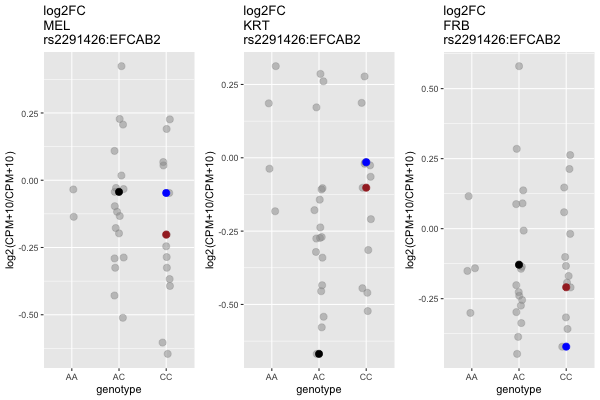 log2FC
MEL
rs2291426:EFCAB2
log2(CPM+10/CPM+10)
0.25
0.00
-0.25
-0.50
AA AC CC
genotype
log2FC
KRT
rs2291426:EFCAB2
log2(CPM+10/CPM+10)
0.25
0.00
-0.25
-0.50
AA AC CC
genotype
log2FC
FRB
rs2291426:EFCAB2
log2(CPM+10/CPM+10)
0.50
0.25
0.00
-0.25
AA AC CC
genotype